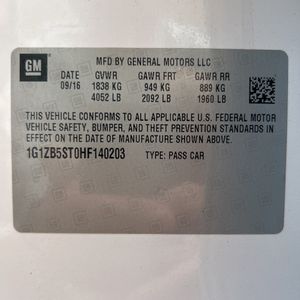 GM
MFD BY GENERAL MOTORS LLC
DATE GVWR GAWR FRT GAWR RR
09/16 1838 KG 949 KG 889 KG
4052 LB 2092 LB 1960 LB
THIS VEHICLE CONFORMS TO ALL APPLICABLE U.S. FEDERAL MOTOR
VEHICLE SAFETY, BUMPER, AND THEFT PREVENTION STANDARDS IN
EFFECT ON THE DATE OF MANUFACTURE SHOWN ABOVE.
1G1ZB5ST0HF140203 TYPE: PASS CAR